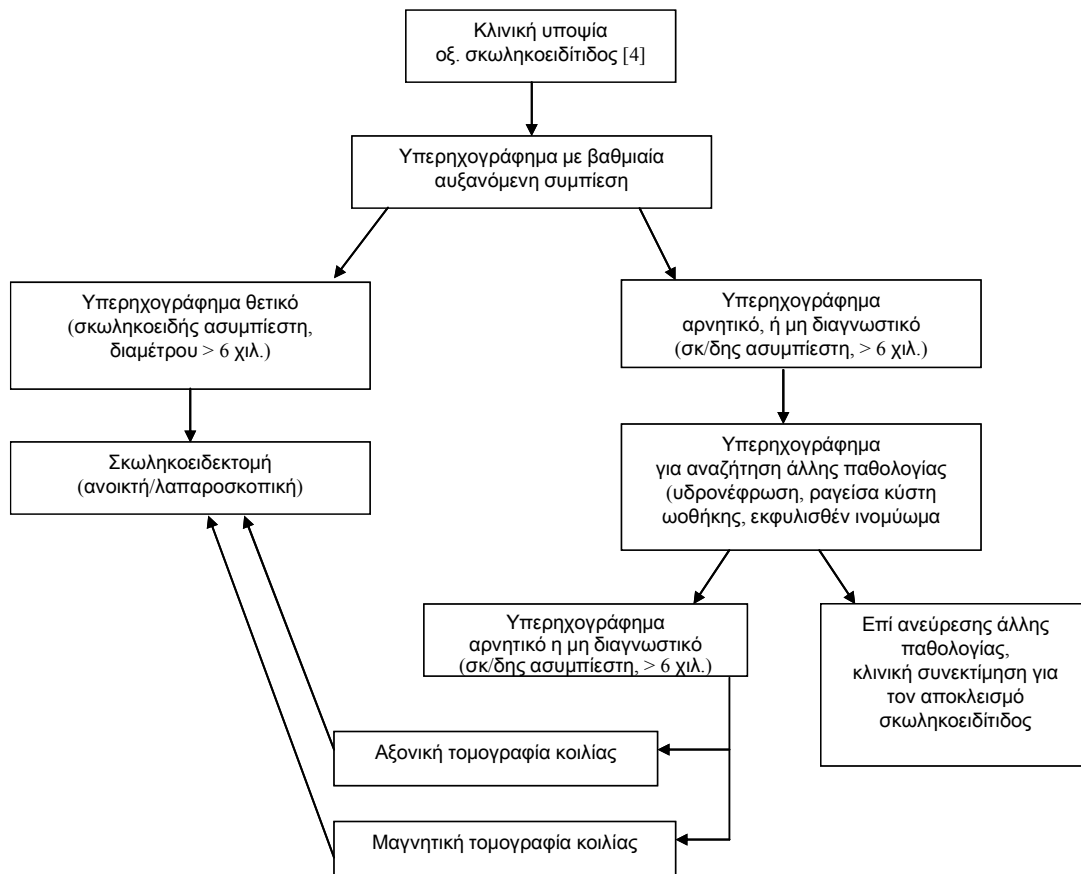 Κλινική υποψία
οξ. σκωληκοειδίτιδος [4]
Υπερηχογράφημα με βαθμιαία
αυξανόμενη συμπίεση
Υπερηχογράφημα θετικό
(σκωληκοειδής ασυμπίεστη,
διαμέτρου > 6 χιλ.)
Υπερηχογράφημα
αρνητικό, ή μη διαγνωστικό
(σκ/δης ασυμπίεστη, > 6 χιλ.)
Σκωληκοειδεκτομή
(ανοικτή/λαπαροσκοπική)
Υπερηχογράφημα
για αναζήτηση άλλης παθολογίας
(υδρονέφρωση, ραγείσα κύστη
ωοθήκης, εκφυλισθέν ινομύωμα
Υπερηχογράφημα
αρνητικό η μη διαγνωστικό
(σκ/δης ασυμπίεστη, > 6 χιλ.)
Επί ανεύρεσης άλλης
παθολογίας,
κλινική συνεκτίμηση για
τον αποκλεισμό
σκωληκοειδίτιδος
Αξονική τομογραφία κοιλίας
Μαγνητική τομογραφία κοιλίας